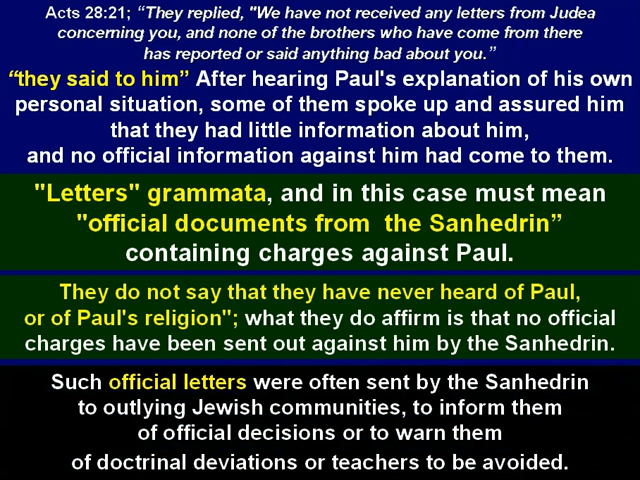 Acts 28:21; “They replied, "We have not received any letters from Judea
concerning you, and none of the brothers who have come from there
has reported or said anything bad about you.”
“they said to him” After hearing Paul's explanation of his own
personal situation, some of them spoke up and assured him
that they had little information about him,
and no official information against him had come to them.
"Letters" grammata, and in this case must mean
"official documents from the Sanhedrin”
containing charges against Paul.
They do not say that they have never heard of Paul,
or of Paul's religion"; what they do affirm is that no official
charges have been sent out against him by the Sanhedrin.
Such official letters were often sent by the Sanhedrin
to outlying Jewish communities, to inform them
of official decisions or to warn them
of doctrinal deviations or teachers to be avoided.